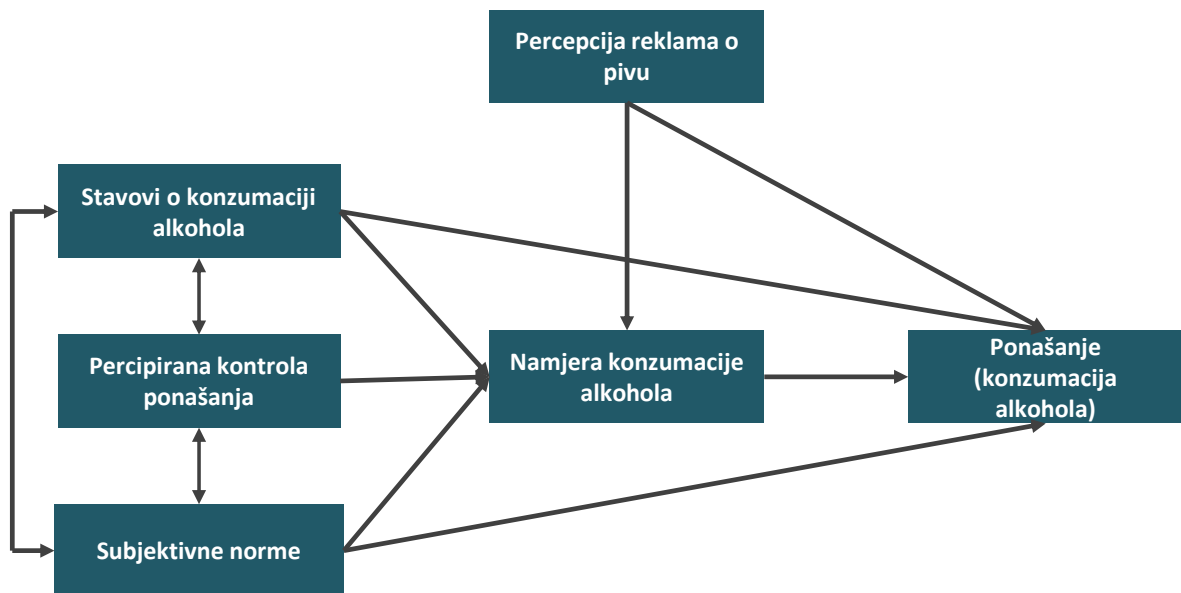 Percepcija reklama o
pivu
Stavovi o konzumaciji
alkohola
Percipirana kontrola
ponašanja
Namjera konzumacije
alkohola
Ponašanje
(konzumacija
alkohola)
Subjektivne norme